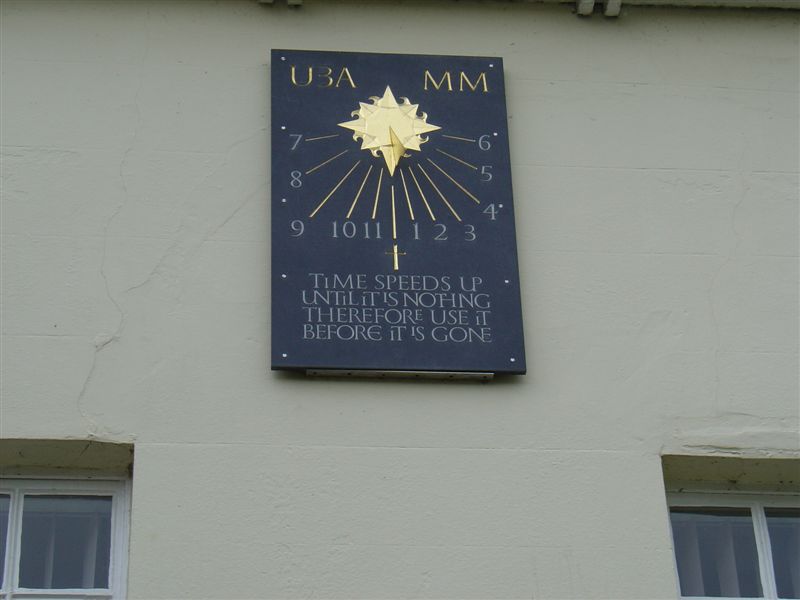 U3A MM
7 6
8 5
4
9 10 11 1 2 3
TiME SPEEDS UP
UNTiL iT IS NOTHING
THEREFORE USE iT
BEFORE iT IS GONE